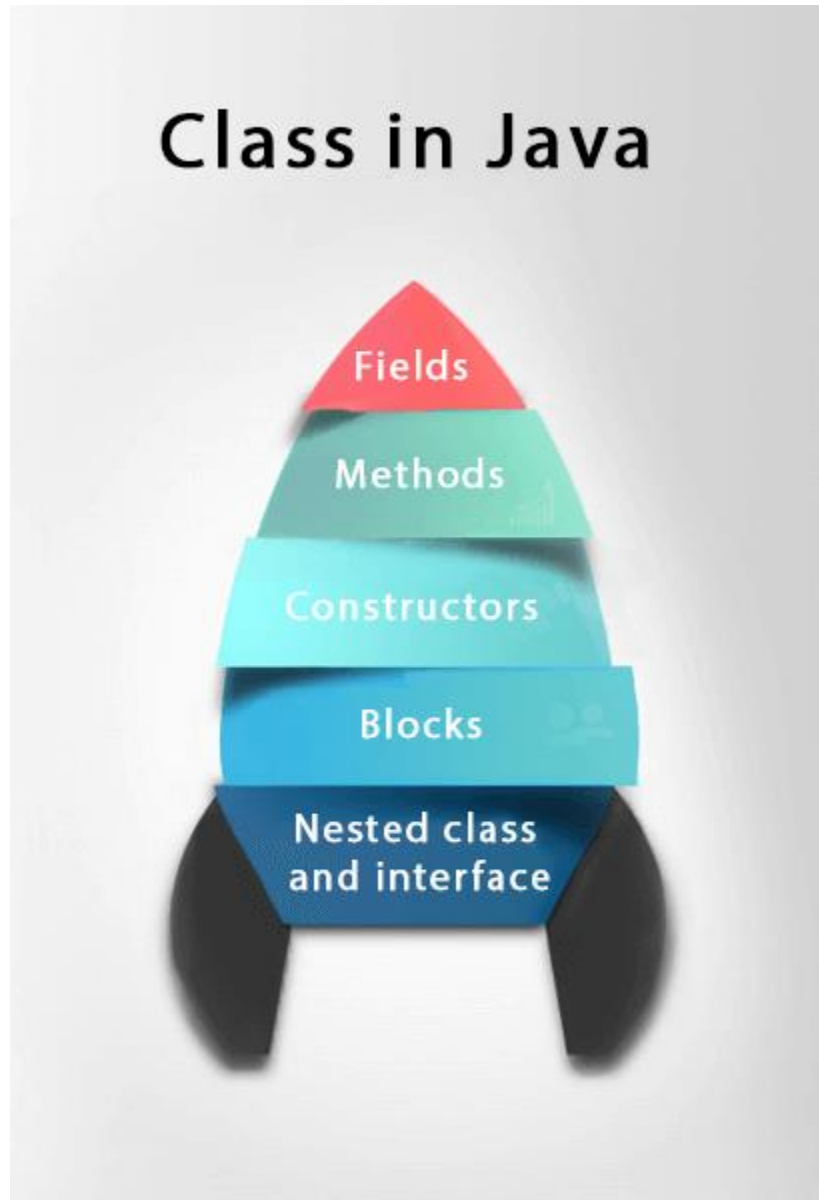 Class in Java
Fields
Methods
Constructors
Blocks
Nested class
and interface